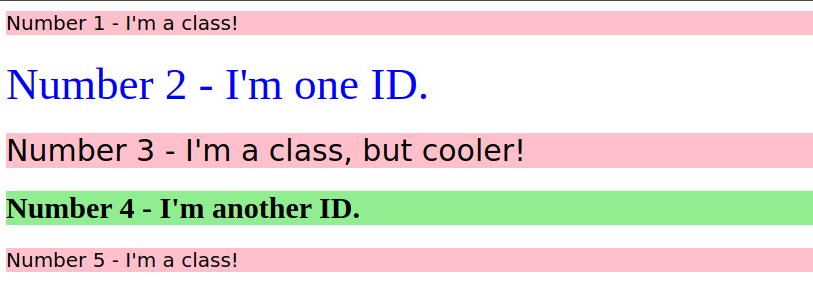 Number 1 - I'm a class!
Number 2 - I'm one ID.
Number 3 - I'm a class, but cooler!
Number 4 - I'm another ID.
Number 5 - I'm a class!